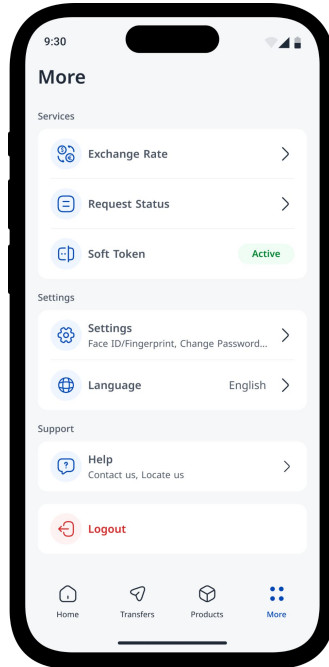 9:30
More
Services
Exchange Rate
Request Status
Soft Token
Active
Settings
Settings
Face ID/Fingerprint, Change Password...
Language
English
Support
Help
Contact us, Locate us
Logout
Home
Transfers
Products
More